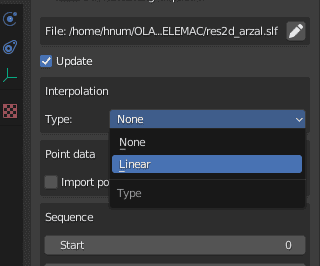 File: /home/hnum/OLA...ELEMAC/res2d_arzal.slf
Update
Interpolation
Type: None
None
Linear
Type
Point data
Import po
Sequence
Start 0